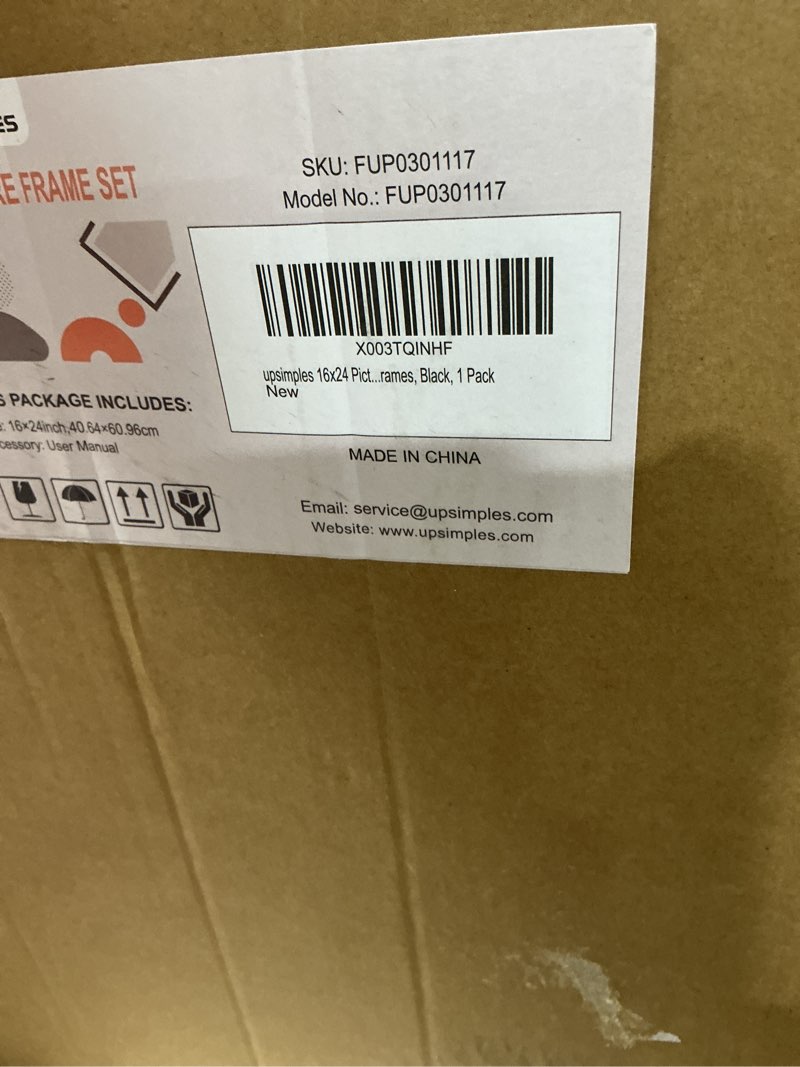 ES
FRAME SET
SKU: FUP0301117
Model No.: FUP0301117
X003TQINHF
upsimples 16x24 Pict...rames, Black, 1 Pack
New
PACKAGE INCLUDES:
16×24inch,40.64×60.96cm
cessory: User Manual
MADE IN CHINA
Email: service@upsimples.com
Website: www.upsimples.com